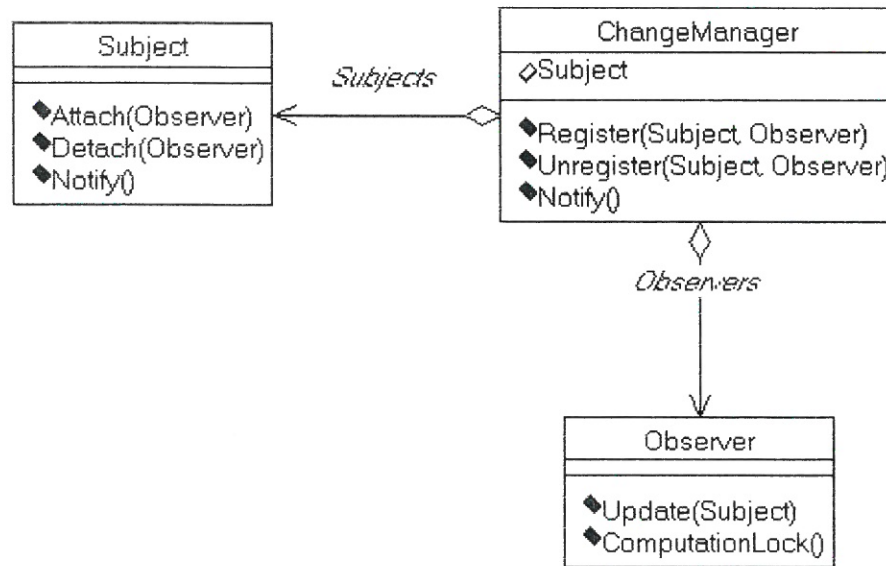 Subject
Attach(Observer)
Detach(Observer)
Notify()
Subjects
ChangeManager
Subject
Register(Subject, Observer)
Unregister(Subject, Observer)
Notify()
Observers
Observer
Update(Subject)
ComputationLock()